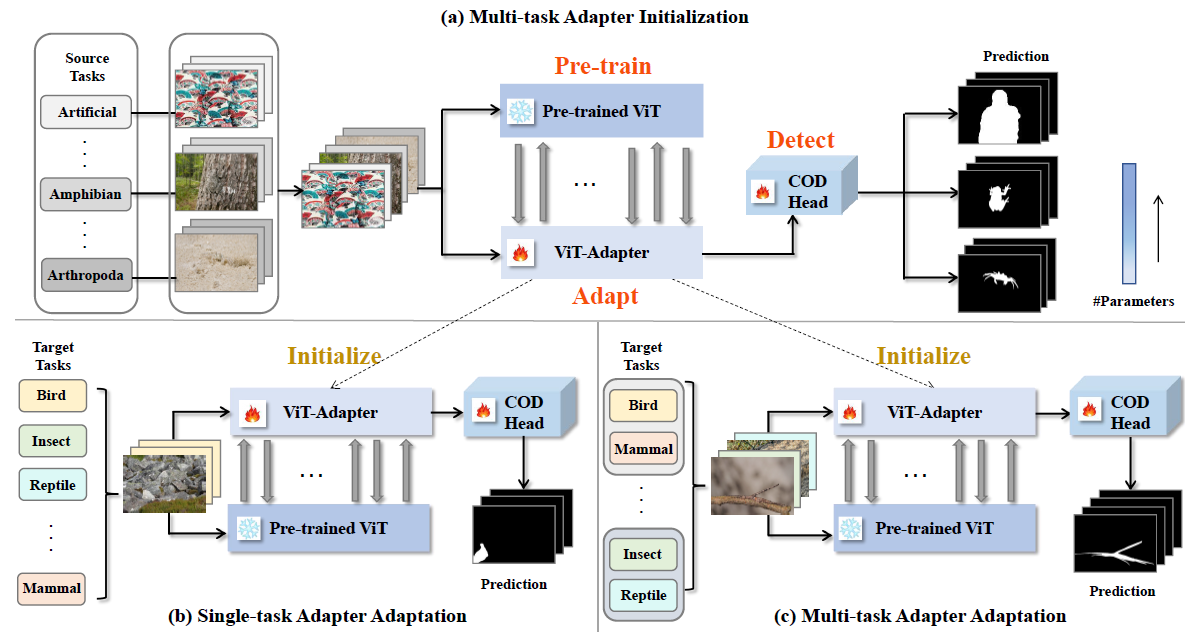 (a) Multi-task Adapter Initialization
Source
Tasks
Artificial
Amphibian
Arthropoda
Pre-train
Pre-trained ViT
ViT-Adapter
Adapt
Detect
COD
Head
Prediction
#Parameters
Target
Tasks
Bird
Insect
Reptile
Mammal
Initialize
ViT-Adapter
Pre-trained ViT
COD
Head
Prediction
(b) Single-task Adapter Adaptation
Target
Tasks
Bird
Mammal
Insect
Reptile
Initialize
ViT-Adapter
Pre-trained ViT
COD
Head
Prediction
(c) Multi-task Adapter Adaptation